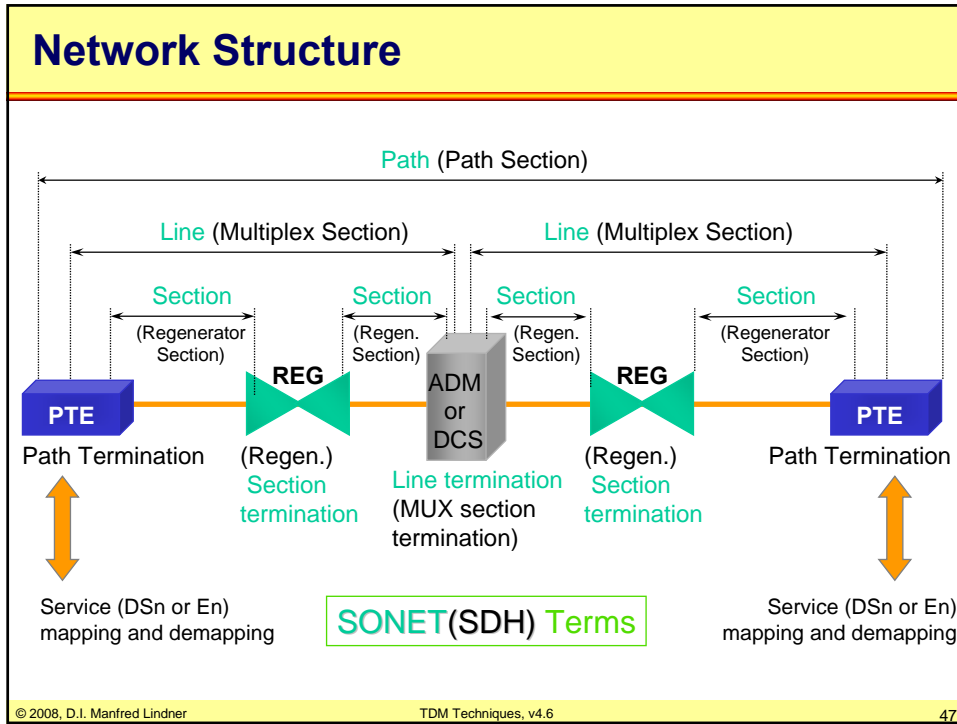 Network Structure
Path (Path Section)
Line (Multiplex Section)
Line (Multiplex Section)
Section
(Regenerator
Section)
Section
(Regen.
Section)
Section
(Regen.
Section)
Section
(Regenerator
Section)
REG
REG
ADM
or
DCS
PTE
PTE
Path Termination
(Regen.)
Section
termination
Line termination
(MUX section
termination)
(Regen.)
Section
termination
Path Termination
Service (DSn or En)
mapping and demapping
SONET(SDH) Terms
Service (DSn or En)
mapping and demapping
© 2008, D.I. Manfred Lindner
TDM Techniques, v4.6
47